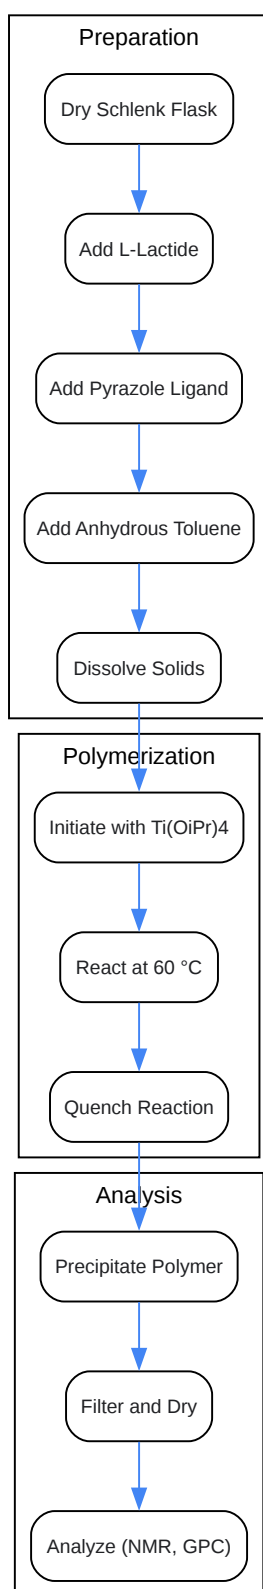 Preparation
Dry Schlenk Flask
Add L-Lactide
Add Pyrazole Ligand
Add Anhydrous Toluene
Dissolve Solids
Polymerization
Initiate with Ti(OiPr)4
React at 60 °C
Quench Reaction
Analysis
Precipitate Polymer
Filter and Dry
Analyze (NMR, GPC)